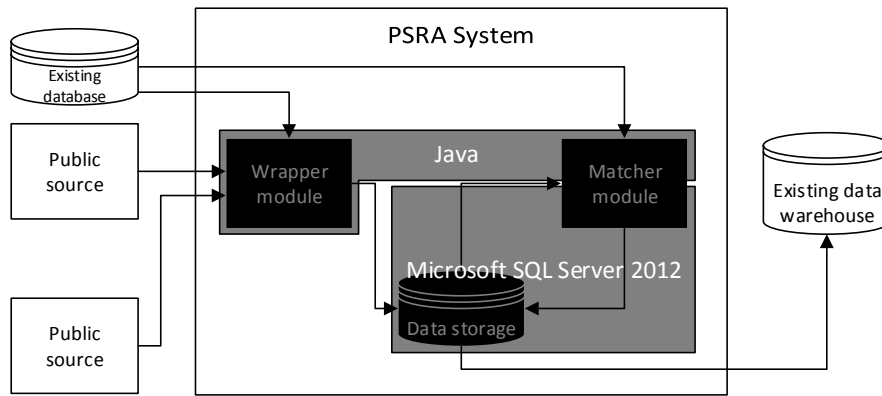 PSRA System
Existing
database
Public
source
Wrapper
module
Java
Matcher
module
Existing data
warehouse
Microsoft SQL Server 2012
Data storage
Public
source